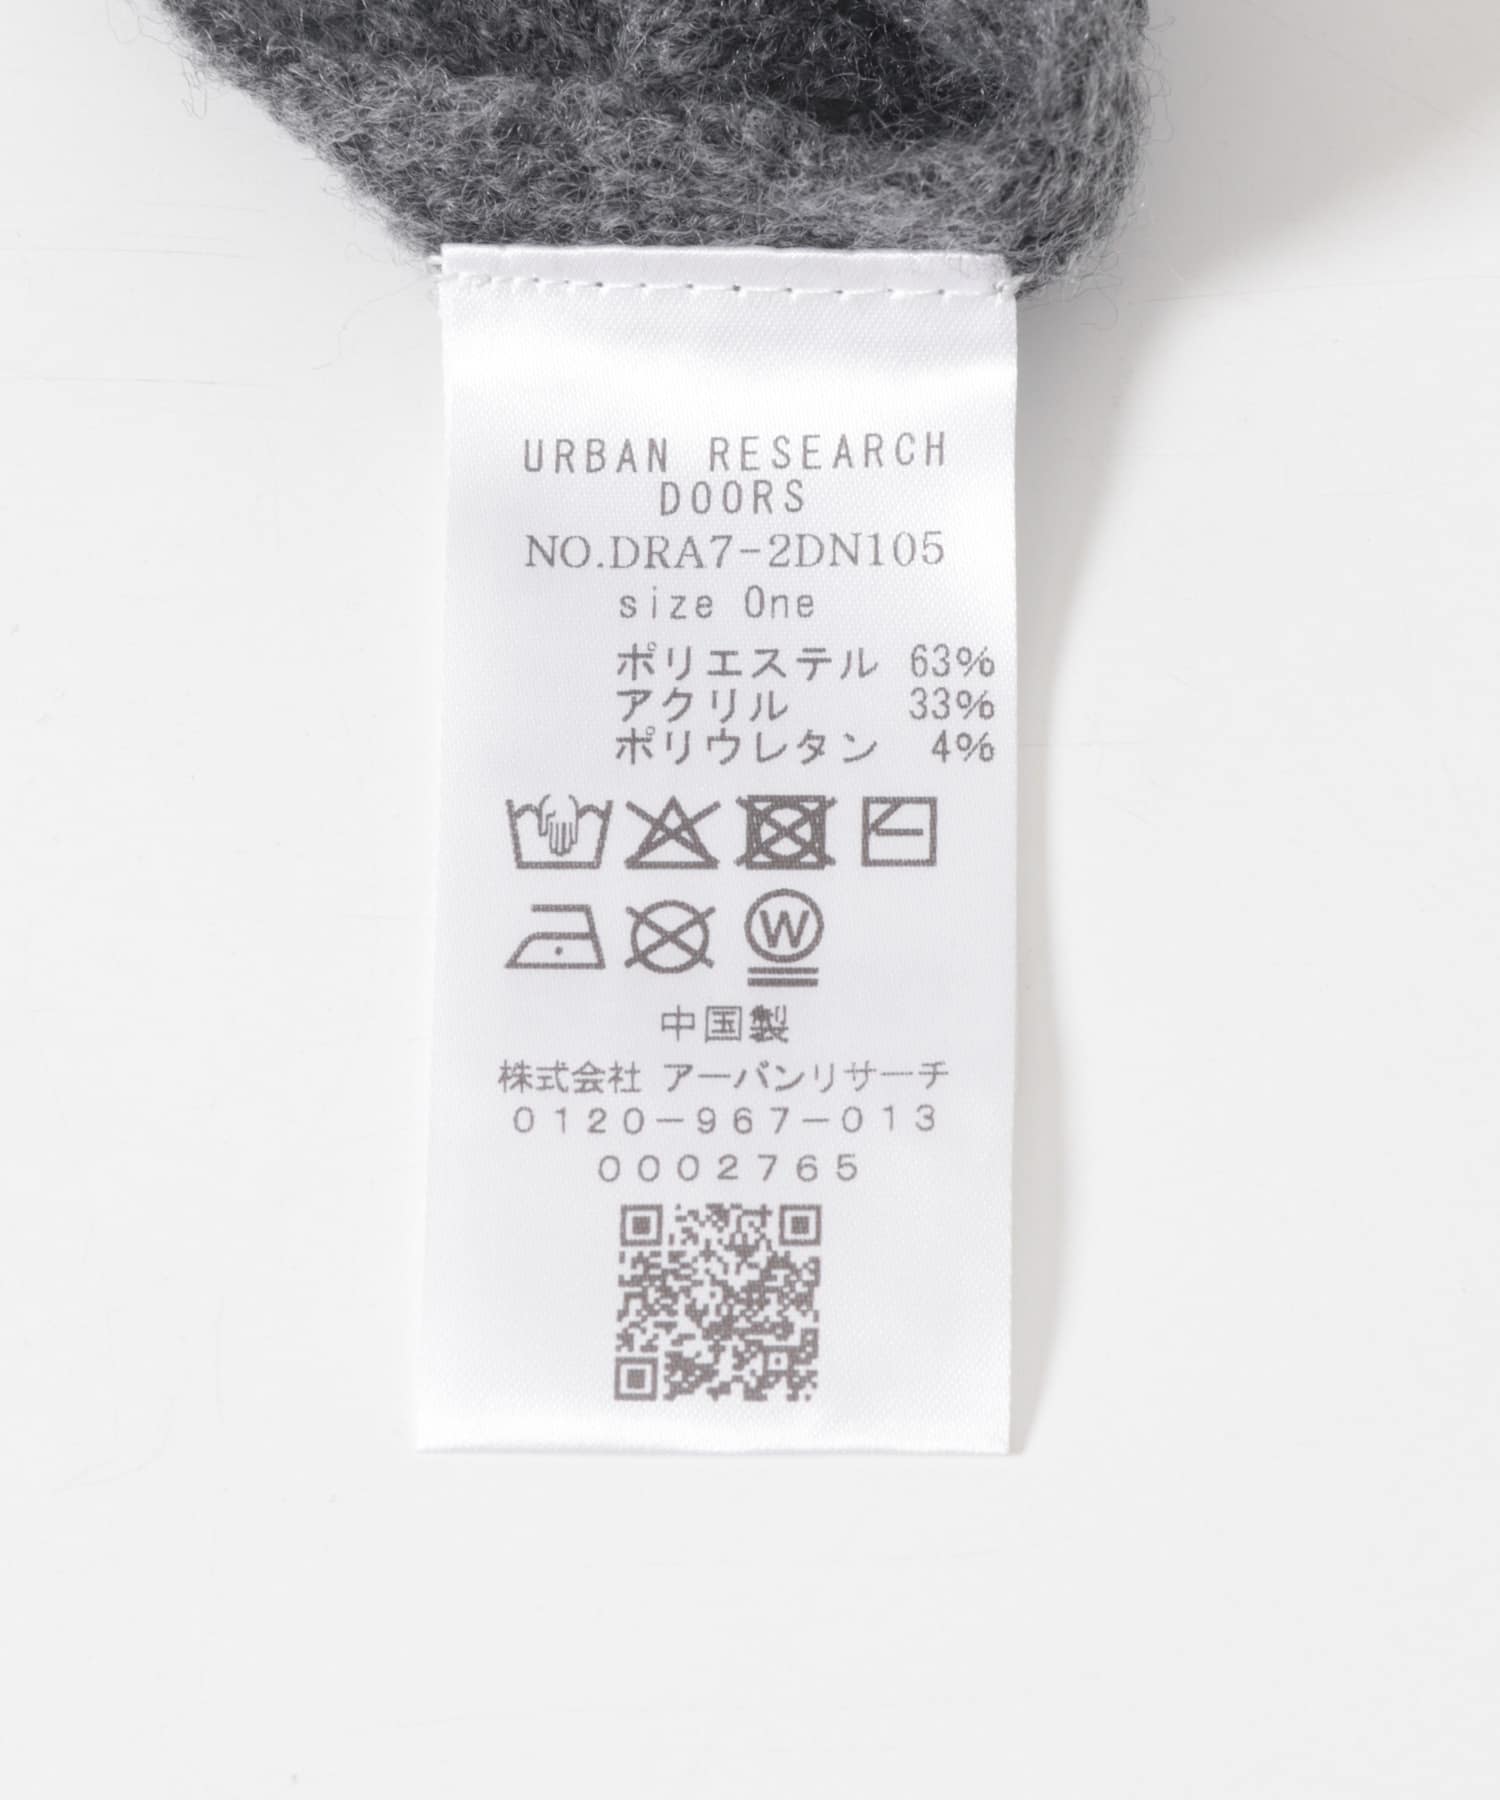 URBAN RESEARCH
DOORS
NO.DRA7-2DN105
size One
ポリエステル 63%
アクリル 33%
ポリウレタン 4%
W
中国製
株式会社 アーバンリサーチ
0120-967-013
0002765